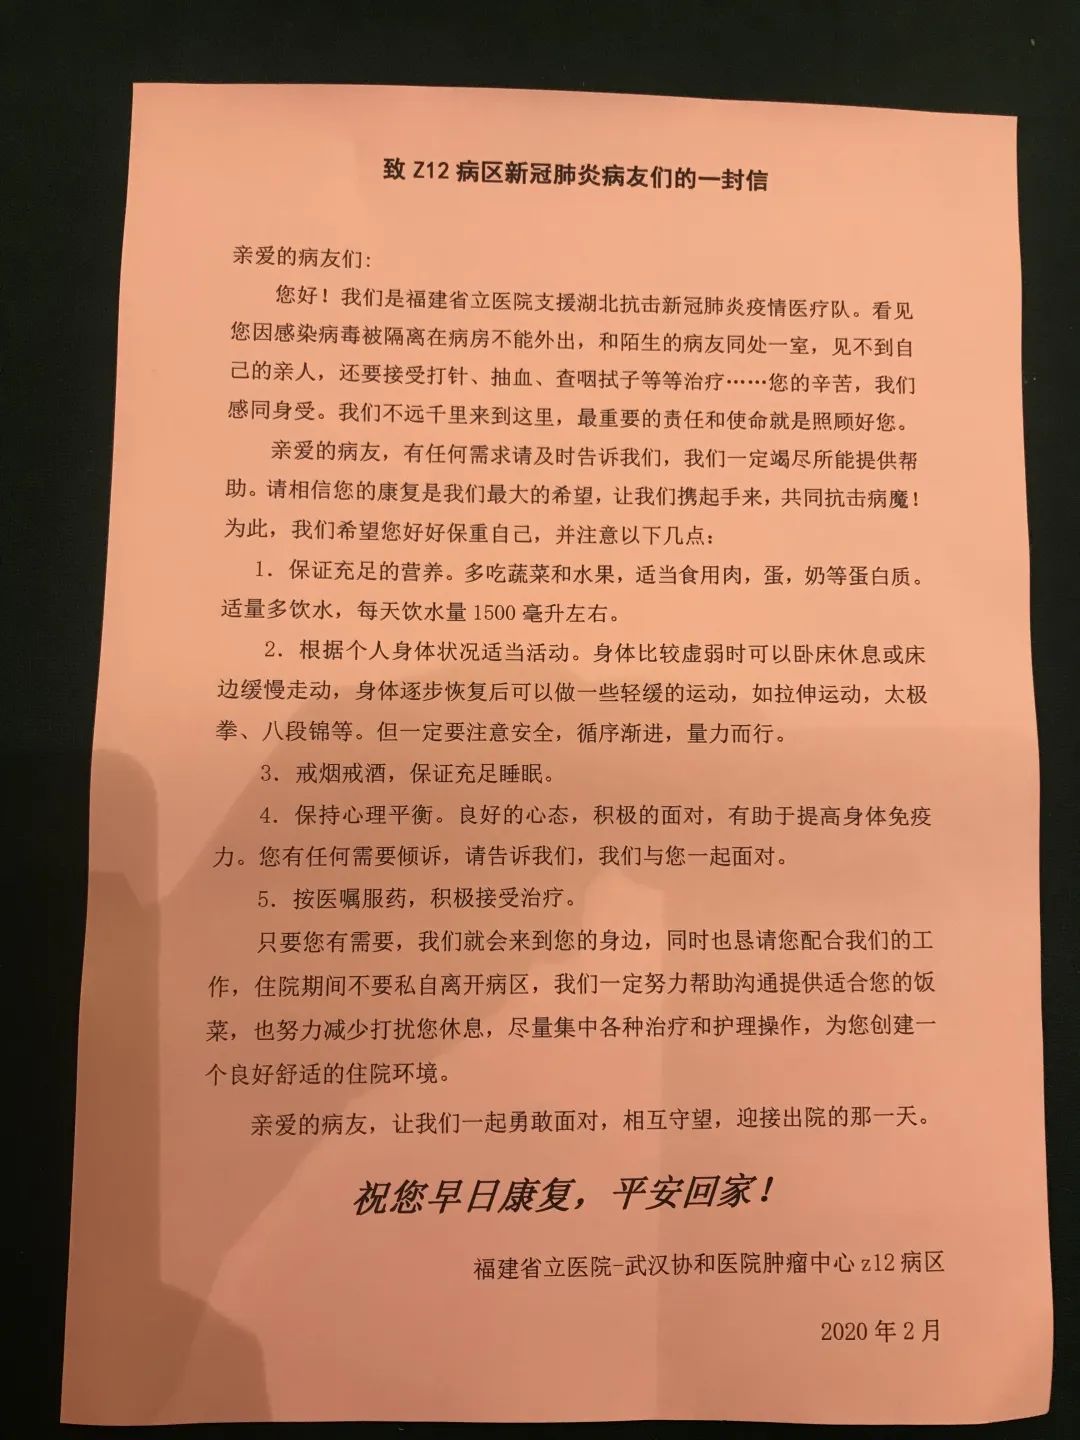 致 Z12 病区新冠肺炎病友们的一封信
亲爱的病友们:
您好！我们是福建省立医院支援湖北抗击新冠肺炎疫情医疗队。看见
您因感染病毒被隔离在病房不能外出，和陌生的病友同处一室，见不到自
己的亲人，还要接受打针、抽血、查咽拭子等等治疗……您的辛苦，我们
感同身受。我们不远千里来到这里，最重要的责任和使命就是照顾好您。
亲爱的病友，有任何需求请及时告诉我们，我们一定竭尽所能提供帮
助。请相信您的康复是我们最大的希望，让我们携起手来，共同抗击病魔！
为此，我们希望您好好保重自己，并注意以下几点：
1．保证充足的营养。多吃蔬菜和水果，适当食用肉，蛋，奶等蛋白质。
适量多饮水，每天饮水量 1500 毫升左右。
2．根据个人身体状况适当活动。身体比较虚弱时可以卧床休息或床
边缓慢走动，身体逐步恢复后可以做一些轻缓的运动，如拉伸运动，太极
拳、八段锦等。但一定要注意安全，循序渐进，量力而行。
3．戒烟戒酒，保证充足睡眠。
4．保持心理平衡。良好的心态，积极的面对，有助于提高身体免疫
力。您有任何需要倾诉，请告诉我们，我们与您一起面对。
5．按医嘱服药，积极接受治疗。
只要您有需要，我们就会来到您的身边，同时也恳请您配合我们的工
作，住院期间不要私自离开病区，我们一定努力帮助沟通提供适合您的饭
菜，也努力减少打扰您休息，尽量集中各种治疗和护理操作，为您创建一
个良好舒适的住院环境。
亲爱的病友，让我们一起勇敢面对，相互守望，迎接出院的那一天。
祝您早日康复，平安回家！
福建省立医院-武汉协和医院肿瘤中心 z12 病区
2020 年 2 月